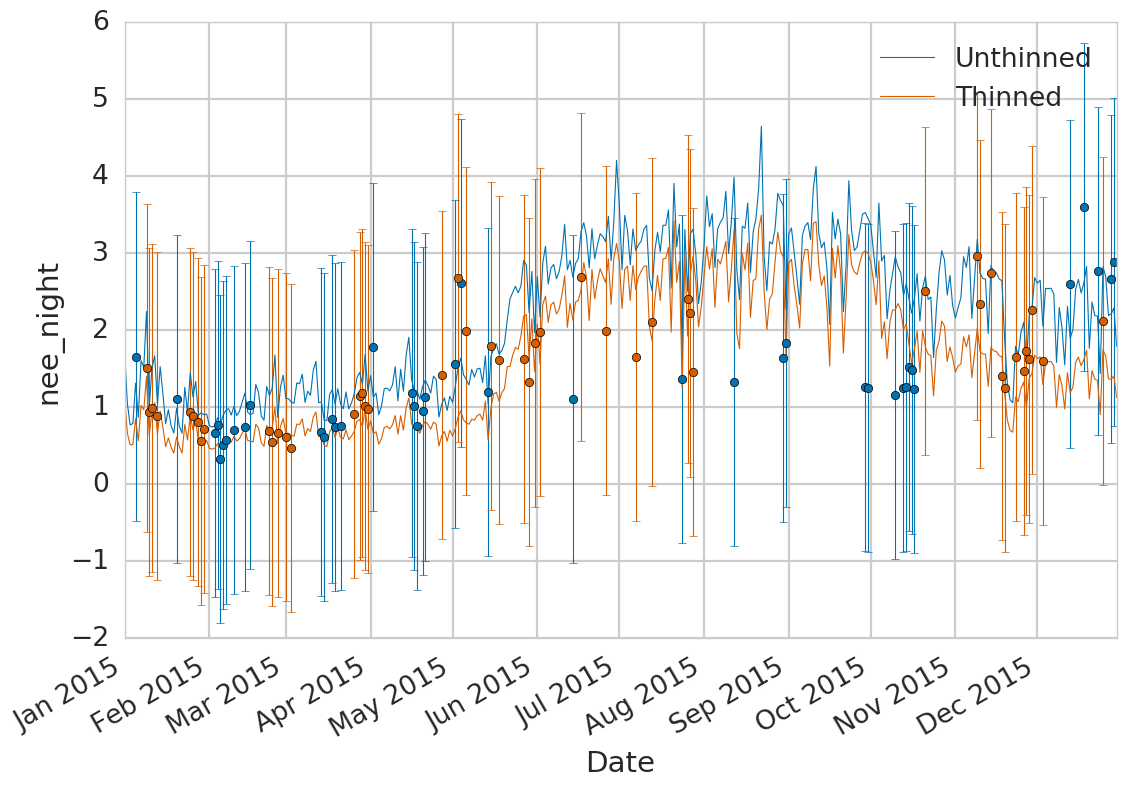 6
5
4
3
2
1
0
−1
−2
nee_night
Unthinned
Thinned
Jan 2015
Feb 2015
Mar 2015
Apr 2015
May 2015
Jun 2015
Jul 2015
Aug 2015
Sep 2015
Oct 2015
Nov 2015
Dec 2015
Date